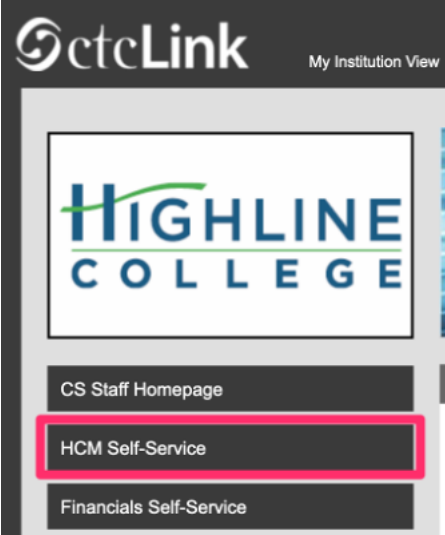 ctcLink
My Institution View
HIGHLINE
COLLEGE
CS Staff Homepage
HCM Self-Service
Financials Self-Service